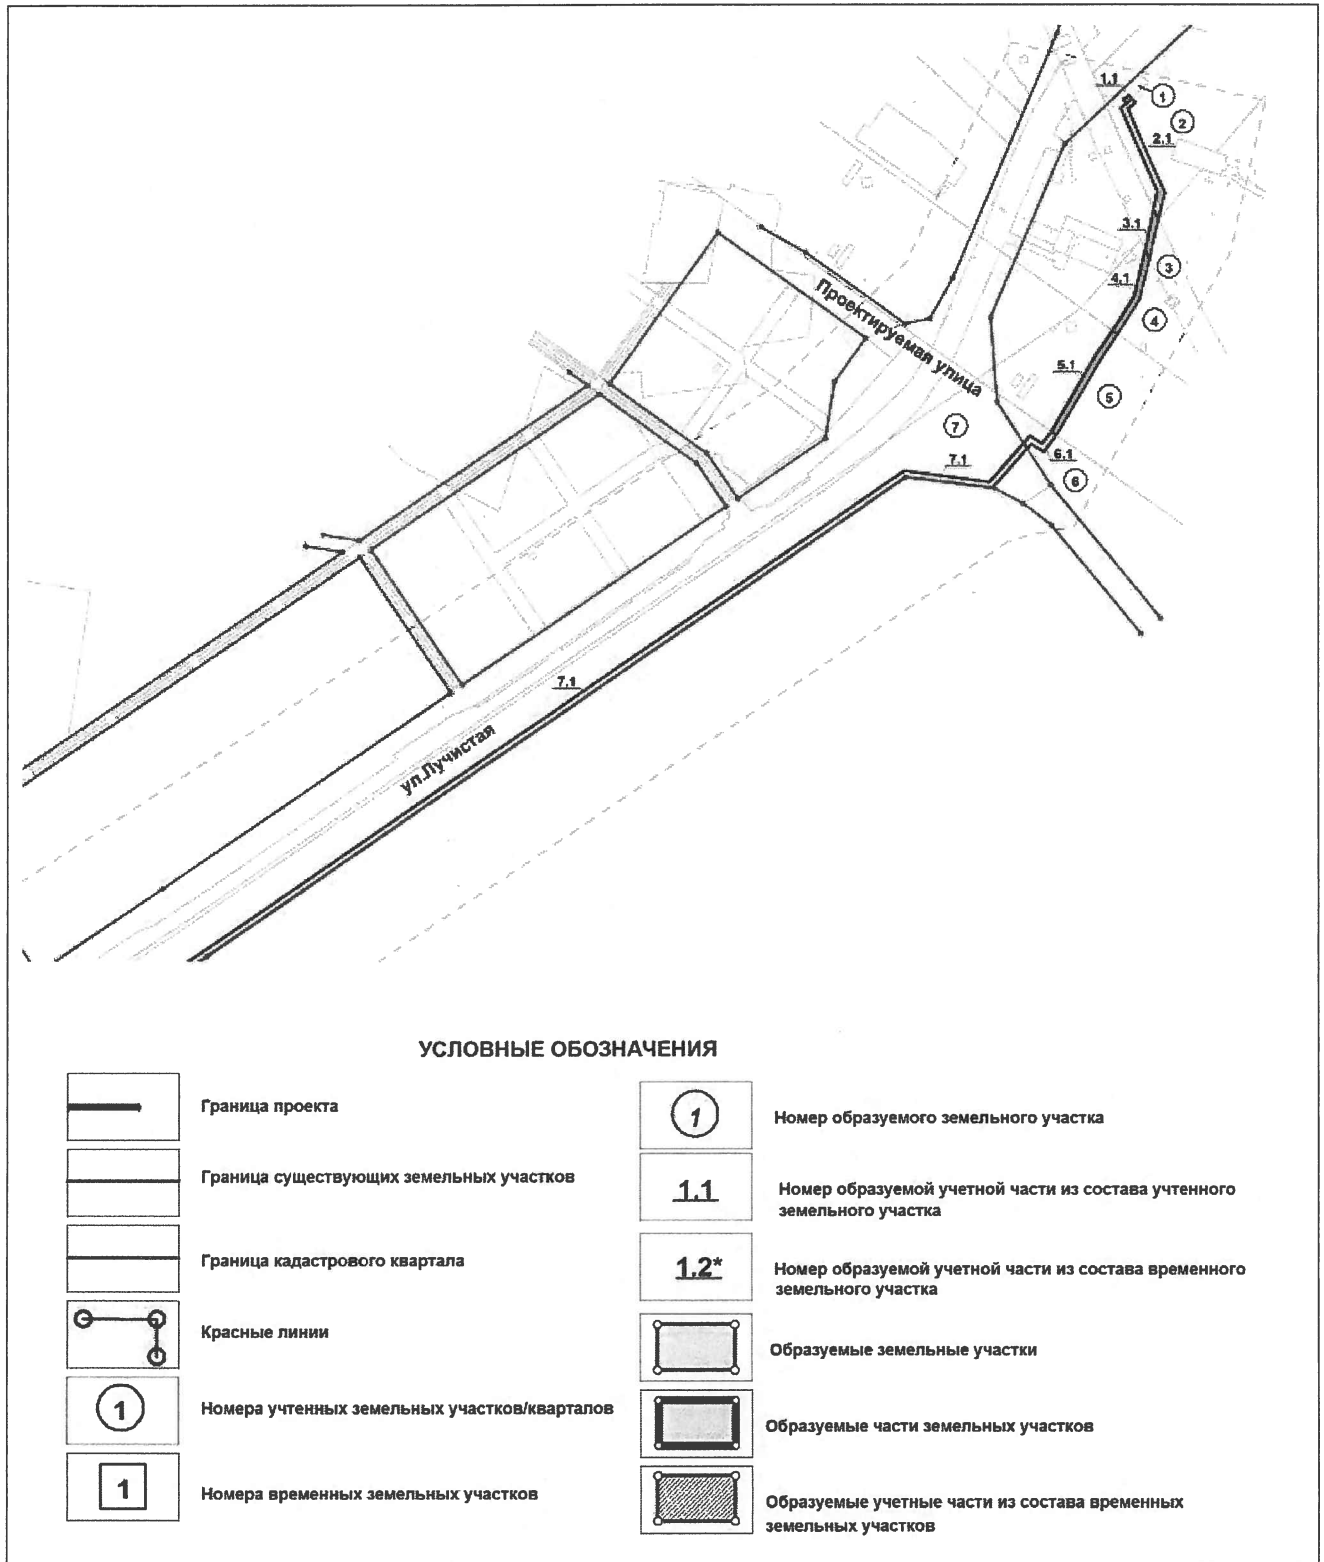 1.1
1
2
2.1
3.1
3
4.1
4
Проектируемая улица
5.1
5
7
7.1
6.1
6
7.1
ул.Лучистая
УСЛОВНЫЕ ОБОЗНАЧЕНИЯ
Граница проекта
Граница существующих земельных участков
Граница кадастрового квартала
Красные линии
1
Номера учтенных земельных участков/кварталов
1
Номера временных земельных участков
1
Номер образуемого земельного участка
1.1
Номер образуемой учетной части из состава учтенного
земельного участка
1.2*
Номер образуемой учетной части из состава временного
земельного участка
Образуемые земельные участки
Образуемые части земельных участков
Образуемые учетные части из состава временных
земельных участков